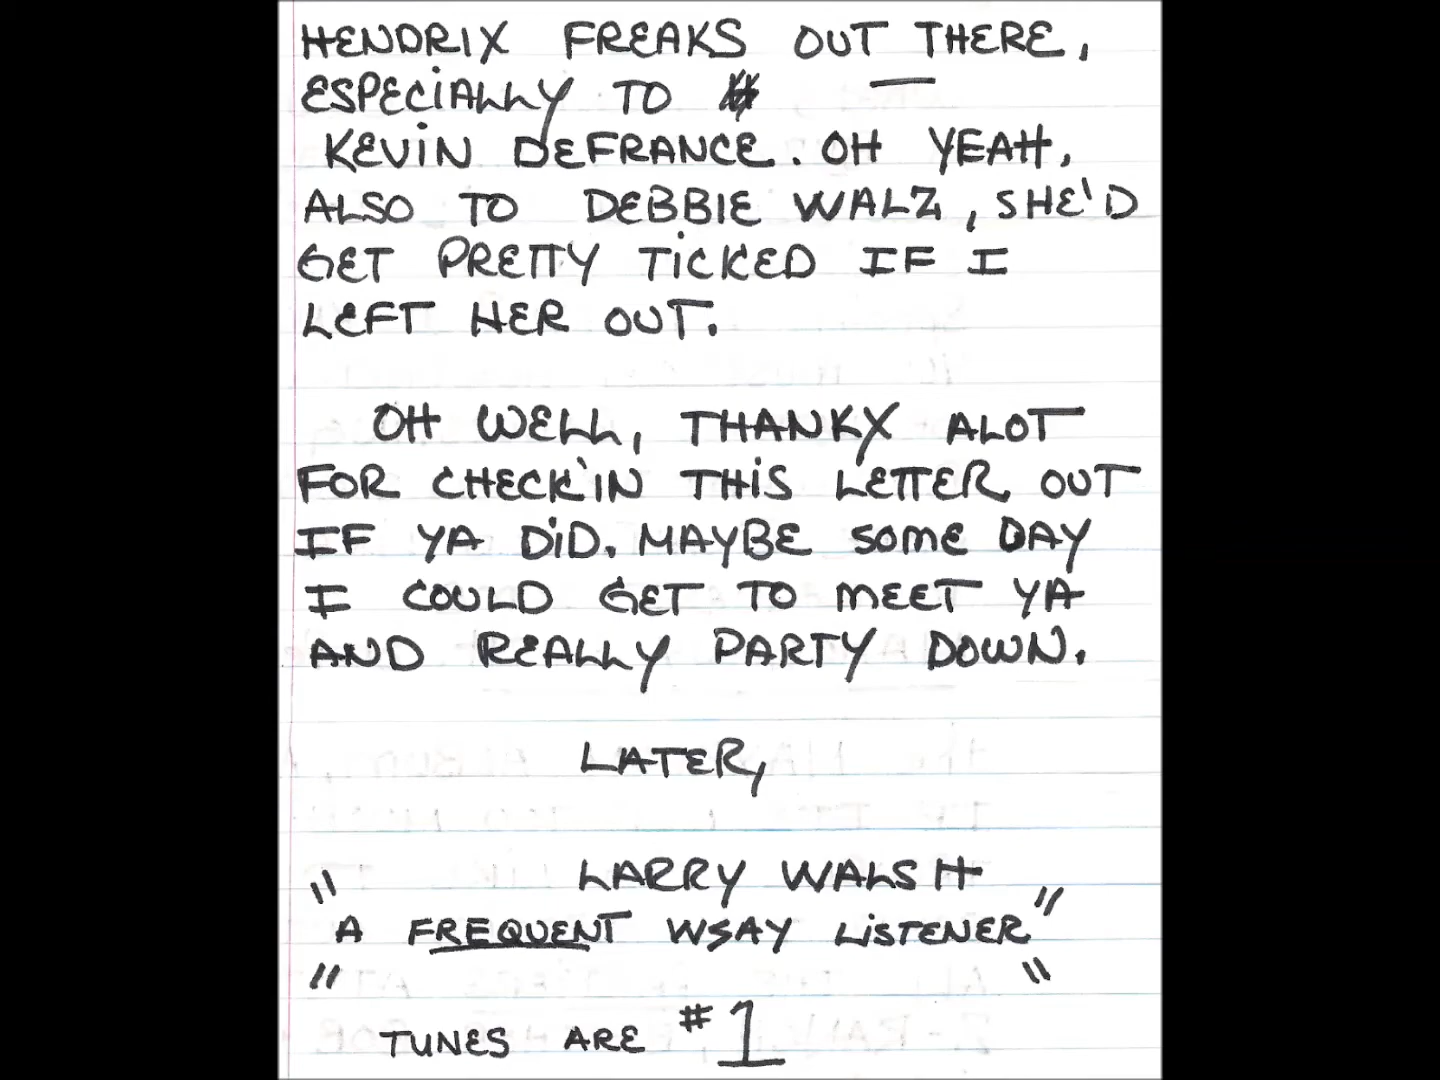 HENDRIX FREAKS OUT THERE,
ESPECIALLY TO —
KEVIN DEFRANCE. OH YEAH,
ALSO TO DEBBIE WALZ, SHE'D
GET PRETTY TICKED IF I
LEFT HER OUT.
OH WELL, THANKX ALOT
FOR CHECK'IN THIS LETTER OUT
IF YA DID. MAYBE SOME DAY
I COULD GET TO MEET YA
AND REALLY PARTY DOWN.
LATER,
LARRY WALSH
"A FREQUENT WSAY LISTENER"
" "
TUNES ARE #1